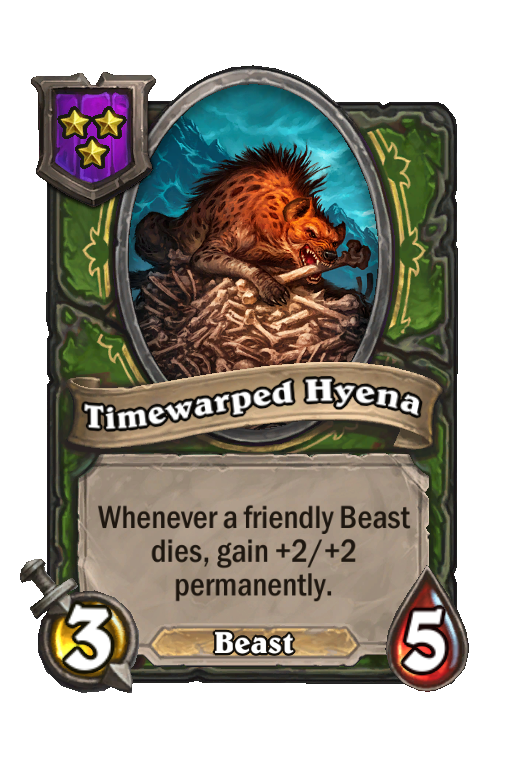 Timewarped Hyena
Whenever a friendly Beast
dies, gain +2/+2
permanently.
3
Beast
5